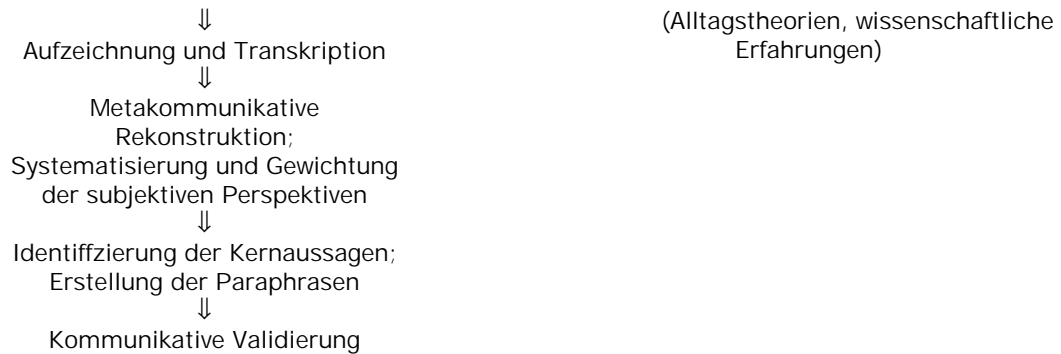 ⇓
(Alltagstheorien, wissenschaftliche
Erfahrungen)
Aufzeichnung und Transkription
⇓
Metakommunikative
Rekonstruktion;
Systematisierung und Gewichtung
der subjektiven Perspektiven
⇓
Identiffzierung der Kernaussagen;
Erstellung der Paraphrasen
⇓
Kommunikative Validierung